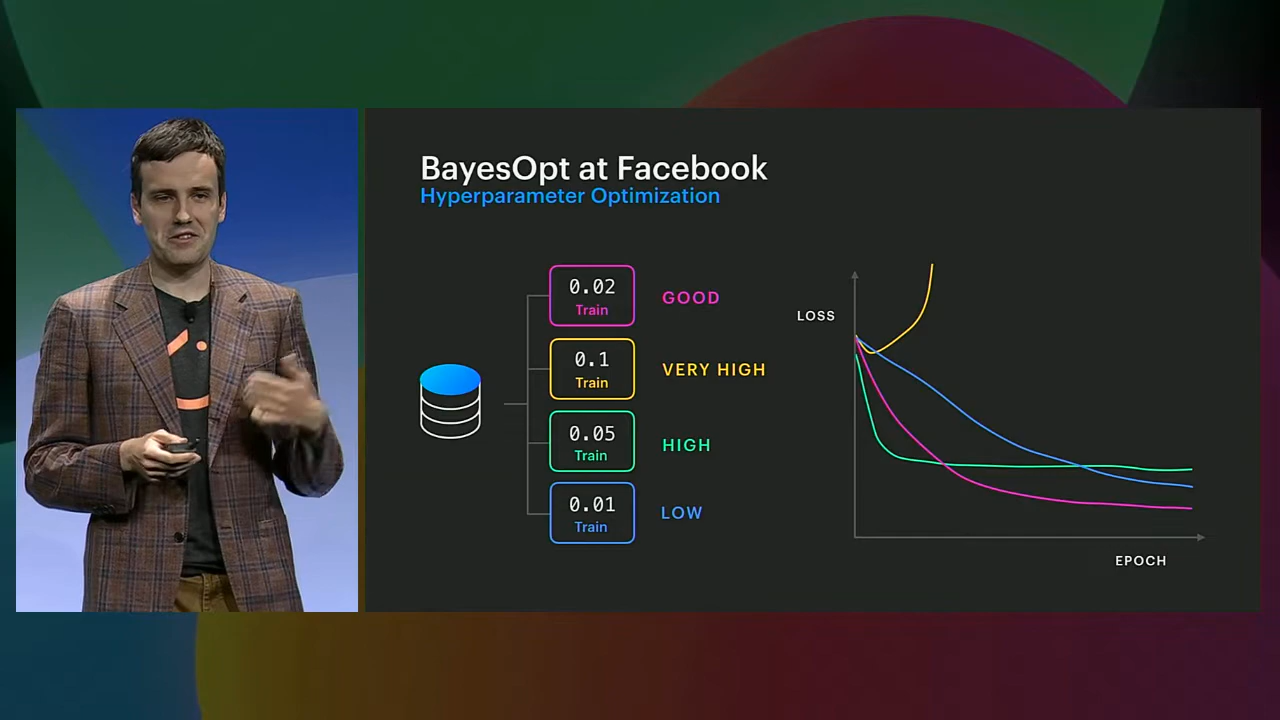 BayesOpt at Facebook
Hyperparameter Optimization
0.02
Train
GOOD
0.1
Train
VERY HIGH
0.05
Train
HIGH
0.01
Train
LOW
LOSS
EPOCH